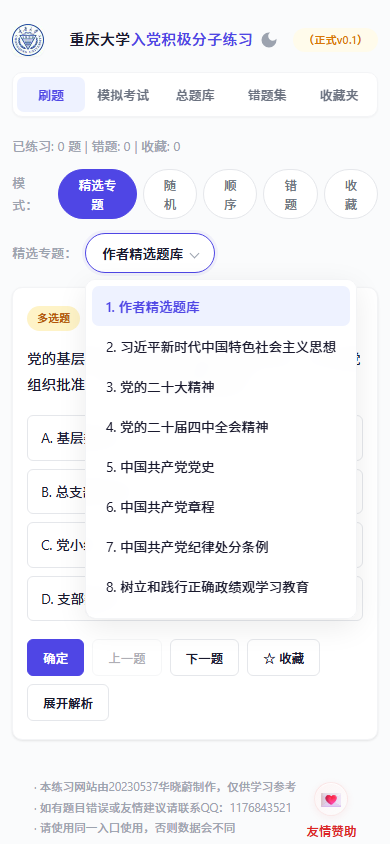 重庆大学入党积极分子练习
（正式v0.1）
刷题 模拟考试 总题库 错题集 收藏夹
已练习: 0 题 | 错题: 0 | 收藏: 0
模式: 精选专题 随机 顺序 错题 收藏
精选专题: 作者精选题库
1. 作者精选题库
2. 习近平新时代中国特色社会主义思想
3. 党的二十大精神
4. 党的二十届四中全会精神
5. 中国共产党党史
6. 中国共产党章程
7. 中国共产党纪律处分条例
8. 树立和践行正确政绩观学习教育
多选题
党的基层
组织批准
A. 基层
B. 总支
C. 党小
D. 支部
确定 上一题 下一题 ☆ 收藏
展开解析
· 本练习网站由20230537华晓蔚制作，仅供学习参考
· 如有题目错误或友情建议请联系QQ：1176843521
· 请使用同一入口使用，否则数据会不同
友情赞助